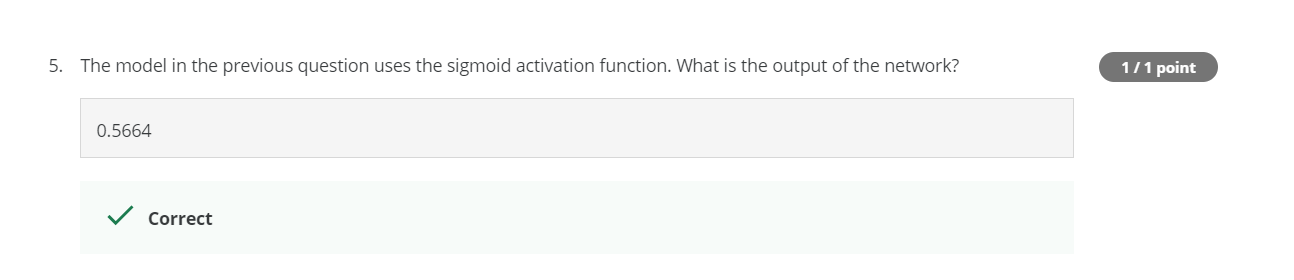 5. The model in the previous question uses the sigmoid activation function. What is the output of the network?
1 / 1 point
0.5664
Correct